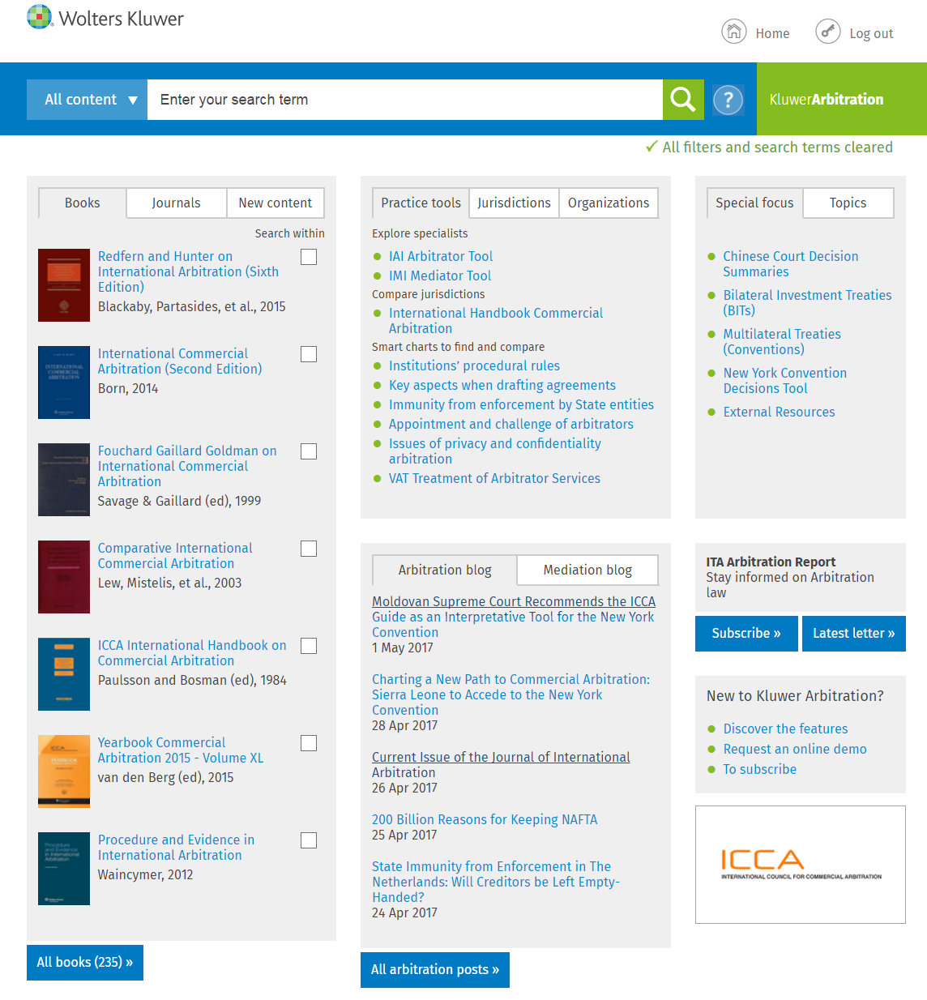 Wolters Kluwer
Home
Log out
All content
Enter your search term
?
KluwerArbitration
All filters and search terms cleared
Books
Journals
New content
Search within
Redfern and Hunter on
International Arbitration (Sixth
Edition)
Blackaby, Partasides, et al., 2015
INTERNATIONAL
COMMERCIAL
ARBITRATION
International Commercial
Arbitration (Second Edition)
Born, 2014
Fouchard Gaillard Goldman on
International Commercial
Arbitration
Savage & Gaillard (ed), 1999
Comparative International
Commercial Arbitration
Lew, Mistelis, et al., 2003
ICCA International Handbook on
Commercial Arbitration
Paulsson and Bosman (ed), 1984
ICCA
YEARBOOK
Yearbook Commercial
Arbitration 2015 - Volume XL
van den Berg (ed), 2015
Procedure
and Evidence
in International
Arbitration
Wolters Kluwer
Procedure and Evidence in
International Arbitration
Waincymer, 2012
All books (235) »
Practice tools
Jurisdictions
Organizations
Explore specialists
IAI Arbitrator Tool
IMI Mediator Tool
Compare jurisdictions
International Handbook Commercial
Arbitration
Smart charts to find and compare
Institutions’ procedural rules
Key aspects when drafting agreements
Immunity from enforcement by State entities
Appointment and challenge of arbitrators
Issues of privacy and confidentiality
arbitration
VAT Treatment of Arbitrator Services
Arbitration blog
Mediation blog
Moldovan Supreme Court Recommends the ICCA
Guide as an Interpretative Tool for the New York
Convention
1 May 2017
Charting a New Path to Commercial Arbitration:
Sierra Leone to Accede to the New York
Convention
28 Apr 2017
Current Issue of the Journal of International
Arbitration
26 Apr 2017
200 Billion Reasons for Keeping NAFTA
25 Apr 2017
State Immunity from Enforcement in The
Netherlands: Will Creditors be Left Empty-
Handed?
24 Apr 2017
All arbitration posts »
Special focus
Topics
Chinese Court Decision
Summaries
Bilateral Investment Treaties
(BITs)
Multilateral Treaties
(Conventions)
New York Convention
Decisions Tool
External Resources
ITA Arbitration Report
Stay informed on Arbitration
law
Subscribe »
Latest letter »
New to Kluwer Arbitration?
Discover the features
Request an online demo
To subscribe
ICCA
INTERNATIONAL COUNCIL FOR COMMERCIAL ARBITRATION